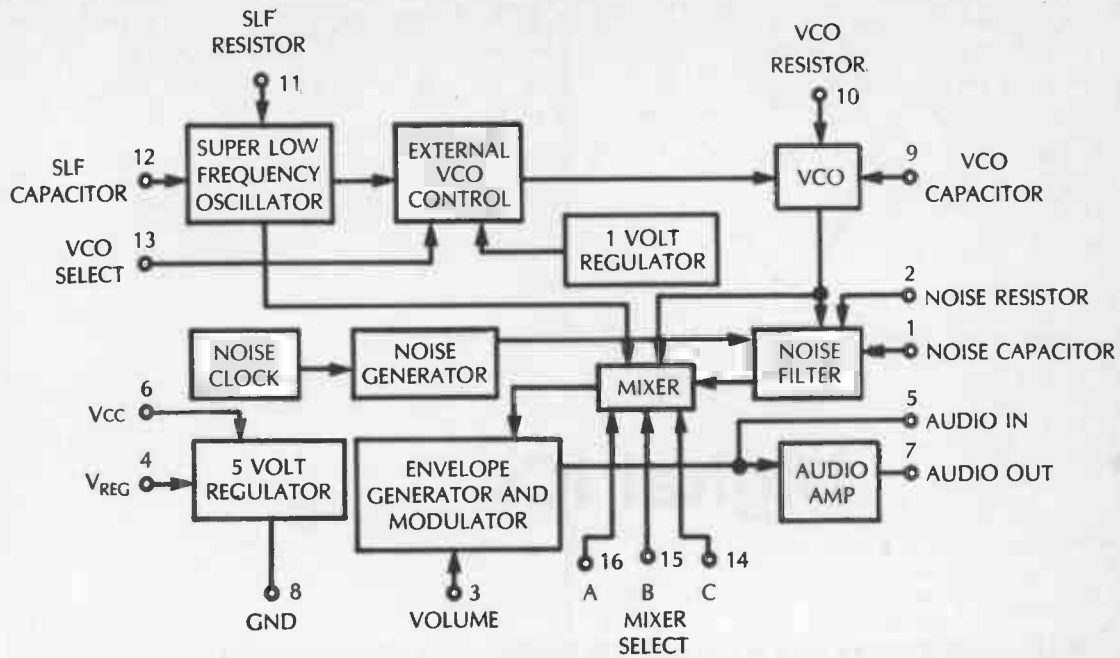 SLF
RESISTOR
11
VCO
RESISTOR
10
SLF
CAPACITOR
12
SUPER LOW
FREQUENCY
OSCILLATOR
EXTERNAL
VCO
CONTROL
VCO
9
VCO
CAPACITOR
VCO
SELECT
13
1 VOLT
REGULATOR
2
NOISE RESISTOR
NOISE
CLOCK
NOISE
GENERATOR
MIXER
NOISE
FILTER
1
NOISE CAPACITOR
6
VCC
4
VREG
5 VOLT
REGULATOR
ENVELOPE
GENERATOR AND
MODULATOR
5
AUDIO IN
AUDIO
AMP
7
AUDIO OUT
8
GND
3
VOLUME
16
15
14
A
B
C
MIXER
SELECT